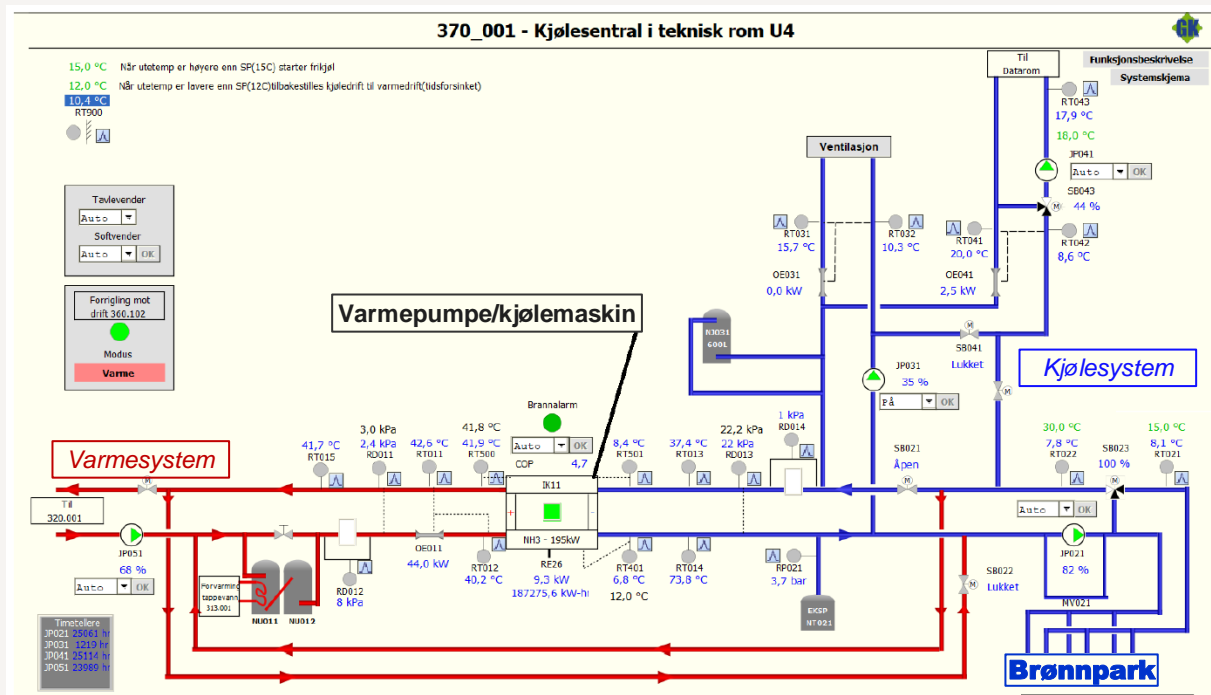 370_001 - Kjølesentral i teknisk rom U4
GK
15,0 °C Når utetemp er høyere enn SP(15C) starter frikjøl
12,0 °C Når utetemp er lavere enn SP(12C)tilbakestilles kjøledrift til varmedrift(tidsforsinket)
10,4 °C
RT900
Til
Datarom
Funksjonsbeskrivelse
Systemskjema
RT043
17,9 °C
18,0 °C
JP041
Auto OK
SB043
44 %
Ventilasjon
Tavlevender
Auto
Softvender
Auto OK
RT031
15,7 °C
RT032
10,3 °C
RT041
20,0 °C
RT042
8,6 °C
OE031
0,0 kW
OE041
2,5 kW
Forrigling mot
drift 360.102
Modus
Varme
Varmepumpe/kjølemaskin
NJ031
6001
SB041
Lukket
JP031
35 %
På OK
Kjølesystem
Brannalarm
Auto OK
COP 4,7
Varmesystem
41,7 °C
RT015
3,0 kPa
2,4 kPa
RD011
42,6 °C
RT011
41,8 °C
41,9 °C
RT500
8,4 °C
RT501
37,4 °C
RT013
22,2 kPa
22 kPa
RD013
1 kPa
RD014
SB021
Åpen
30,0 °C
7,8 °C
RT022
SB023
100 %
15,0 °C
8,1 °C
RT021
Til
320.001
IK11
+ -
NH3 - 195kW
Auto OK
JP051
68 %
Auto OK
OE011
44,0 kW
RT012
40,2 °C
RE26
9,3 kW
187275,6 kW-hr
RT401
6,8 °C
12,0 °C
RT014
73,8 °C
RP021
3,7 bar
JP021
82 %
SB022
Lukket
Forvarming
tappevann
313.001
NU011
NU012
RD012
8 kPa
EKSP
NT021
NV021
Timetellere
JP021 25061 hr
JP031 1219 hr
JP041 25114 hr
JP051 23989 hr
Brønnpark